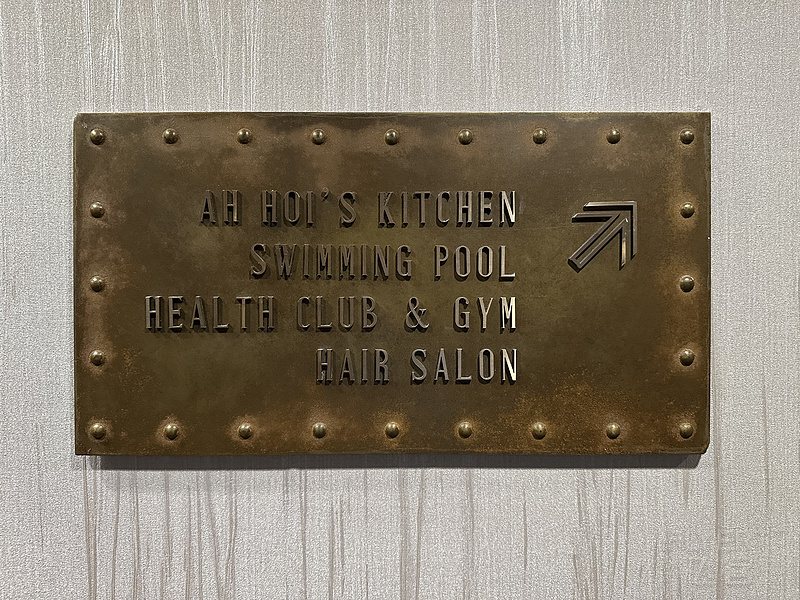 AH HOI'S KITCHEN
SWIMMING POOL
HEALTH CLUB & GYM
HAIR SALON